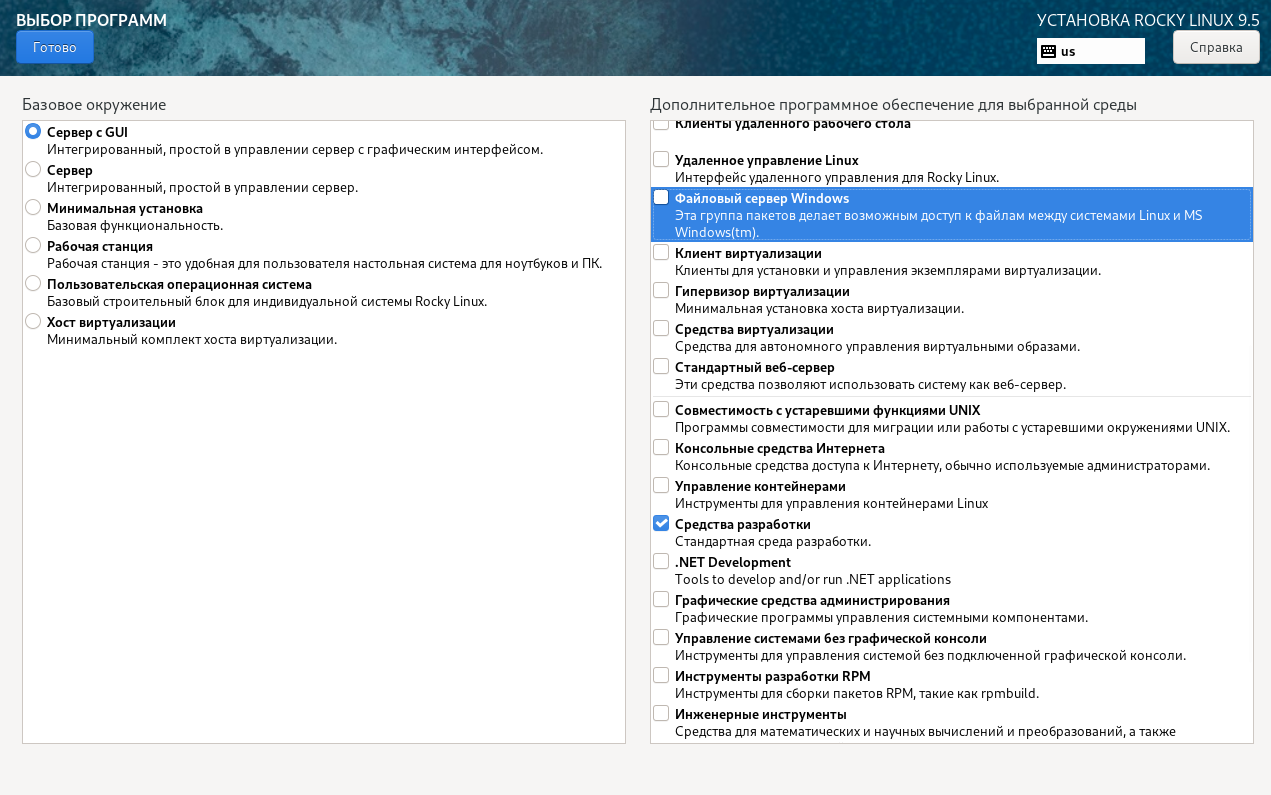 ВЫБОР ПРОГРАММ
УСТАНОВКА ROCKY LINUX 9.5
Готово
us
Справка
Базовое окружение
Сервер с GUI
Интегрированный, простой в управлении сервер с графическим интерфейсом.
Сервер
Интегрированный, простой в управлении сервер.
Минимальная установка
Базовая функциональность.
Рабочая станция
Рабочая станция - это удобная для пользователя настольная система для ноутбуков и ПК.
Пользовательская операционная система
Базовый строительный блок для индивидуальной системы Rocky Linux.
Хост виртуализации
Минимальный комплект хоста виртуализации.
Дополнительное программное обеспечение для выбранной среды
Клиенты удаленного рабочего стола
Удаленное управление Linux
Интерфейс удаленного управления для Rocky Linux.
Файловый сервер Windows
Эта группа пакетов делает возможным доступ к файлам между системами Linux и MS
Windows(tm).
Клиент виртуализации
Клиенты для установки и управления экземплярами виртуализации.
Гипервизор виртуализации
Минимальная установка хоста виртуализации.
Средства виртуализации
Средства для автономного управления виртуальными образами.
Стандартный веб-сервер
Эти средства позволяют использовать систему как веб-сервер.
Совместимость с устаревшими функциями UNIX
Программы совместимости для миграции или работы с устаревшими окружениями UNIX.
Консольные средства Интернета
Консольные средства доступа к Интернету, обычно используемые администраторами.
Управление контейнерами
Инструменты для управления контейнерами Linux
Средства разработки
Стандартная среда разработки.
.NET Development
Tools to develop and/or run .NET applications
Графические средства администрирования
Графические программы управления системными компонентами.
Управление системами без графической консоли
Инструменты для управления системой без подключенной графической консоли.
Инструменты разработки RPM
Инструменты для сборки пакетов RPM, такие как rpmbuild.
Инженерные инструменты
Средства для математических и научных вычислений и преобразований, а также